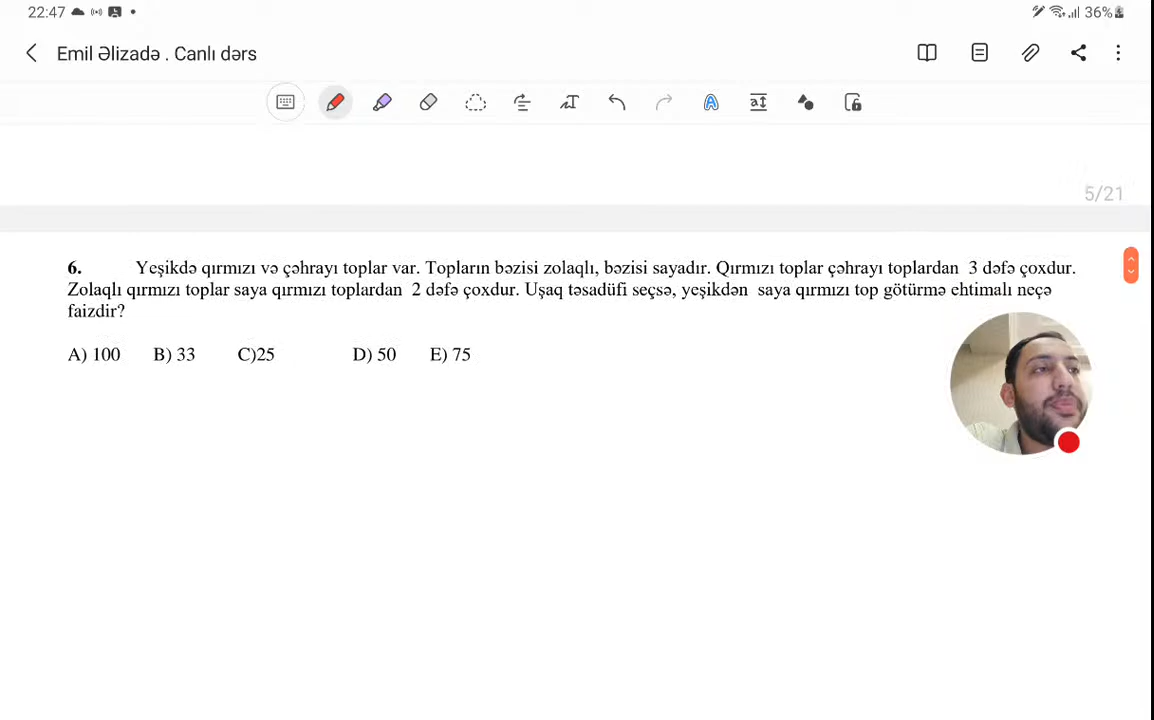 22:47
36%
Emil Əlizadə . Canlı dərs
5/21
6. Yeşikdə qırmızı və çəhrayı toplar var. Topların bəzisi zolaqlı, bəzisi sayadır. Qırmızı toplar çəhrayı toplardan 3 dəfə çoxdur.
Zolaqlı qırmızı toplar saya qırmızı toplardan 2 dəfə çoxdur. Uşaq təsadüfi seçsə, yeşikdən saya qırmızı top götürmə ehtimalı neçə
faizdir?
A) 100 B) 33 C)25 D) 50 E) 75